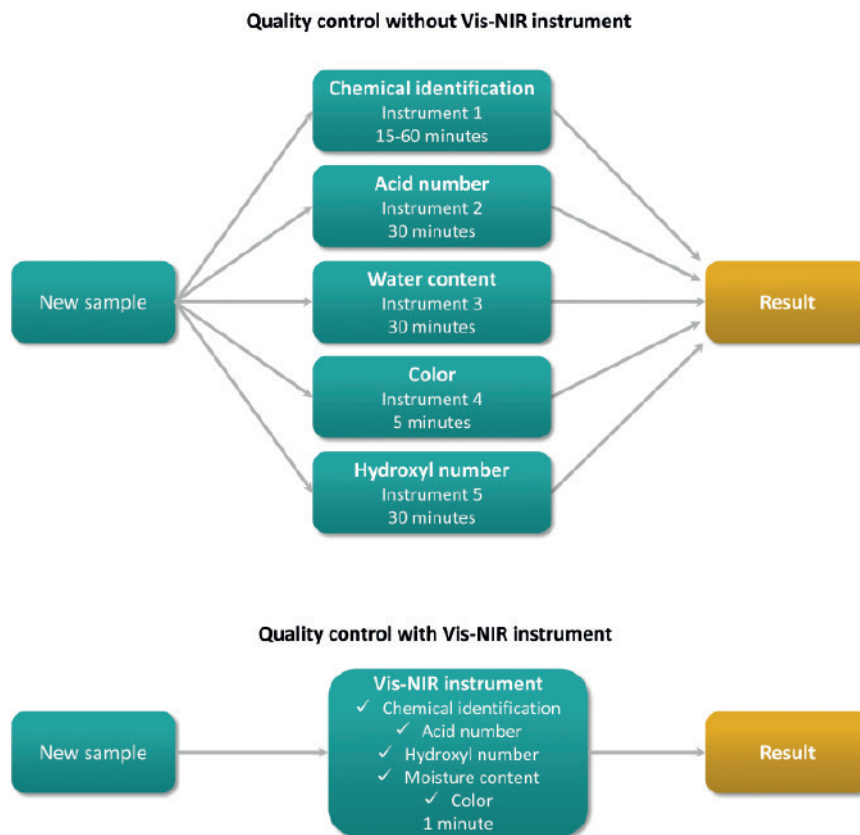 Quality control without Vis-NIR instrument
Chemical identification
Instrument 1
15-60 minutes
Acid number
Instrument 2
30 minutes
New sample
Water content
Instrument 3
30 minutes
Result
Color
Instrument 4
5 minutes
Hydroxyl number
Instrument 5
30 minutes
Quality control with Vis-NIR instrument
New sample
Vis-NIR instrument
✓ Chemical identification
✓ Acid number
✓ Hydroxyl number
✓ Moisture content
✓ Color
1 minute
Result